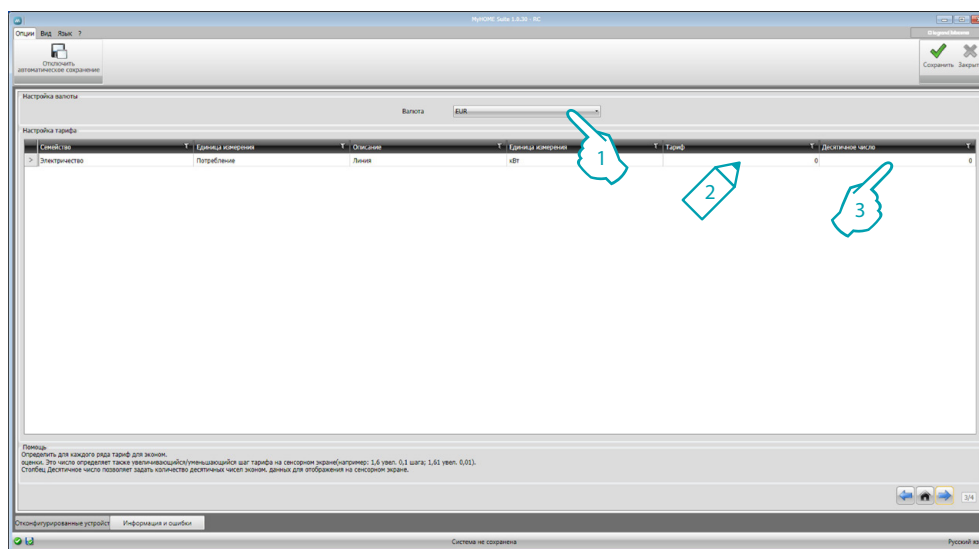 MyHOME Suite 1.0.30 - RC
Опции Вид Язык ?
Отключить
автоматическое сохранение
Сохранить Закрыт
Настройка валюты
Валюта EUR
Настройка тарифа
Семейство Единица измерения Описание Единица измерения Тариф Десятичное число
> Электричество Потребление Линия кВт 0 0
1
2
3
Помощь
Определить для каждого ряда тариф для эконом.
оценки. Это число определяет также увеличивающийся/уменьшающийся шаг тарифа на сенсорном экране(например: 1,6 увел. 0,1 шага; 1,61 увел. 0,01).
Столбец Десятичное число позволяет задать количество десятичных чисел эконом. данных для отображения на сенсорном экране.
3/4
Отконфигурированные устройст Информация и ошибки
Система не сохранена
Русский яз